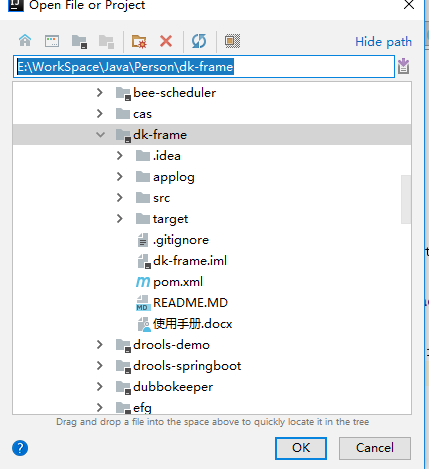 Open File or Project
Hide path
E:\WorkSpace\Java\Person\dk-frame
bee-scheduler
cas
dk-frame
.idea
applog
src
target
.gitignore
dk-frame.iml
pom.xml
README.MD
使用手册.docx
drools-demo
drools-springboot
dubbokeeper
efg
Drag and drop a file into the space above to quickly locate it in the tree
OK
Cancel